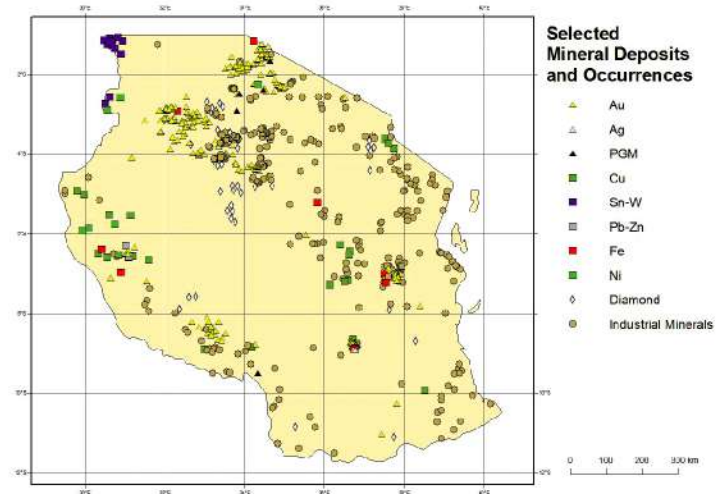 Selected
Mineral Deposits
and Occurrences
Au
Ag
PGM
Cu
Sn-W
Pb-Zn
Fe
Ni
Diamond
Industrial Minerals
0 100 200 300 km